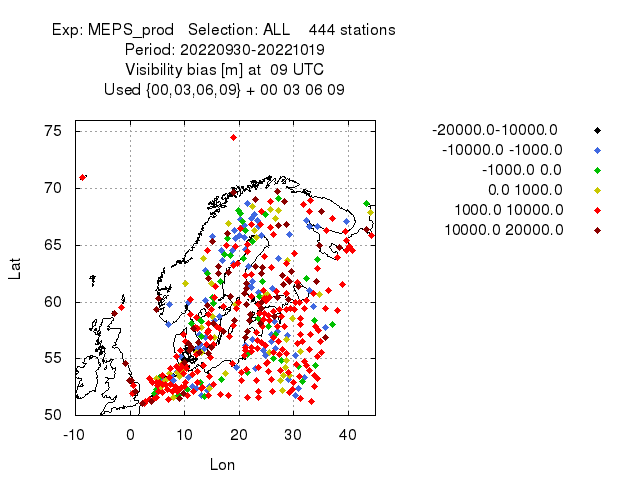 Exp: MEPS_prod   Selection: ALL    444 stations
Period: 20220930-20221019
Visibility bias [m] at  09 UTC
Used {00,03,06,09} + 00 03 06 09
-20000.0-10000.0
-10000.0 -1000.0
-1000.0 0.0
0.0 1000.0
1000.0 10000.0
10000.0 20000.0
75
70
65
60
55
50
Lat
-10 0 10 20 30 40
Lon